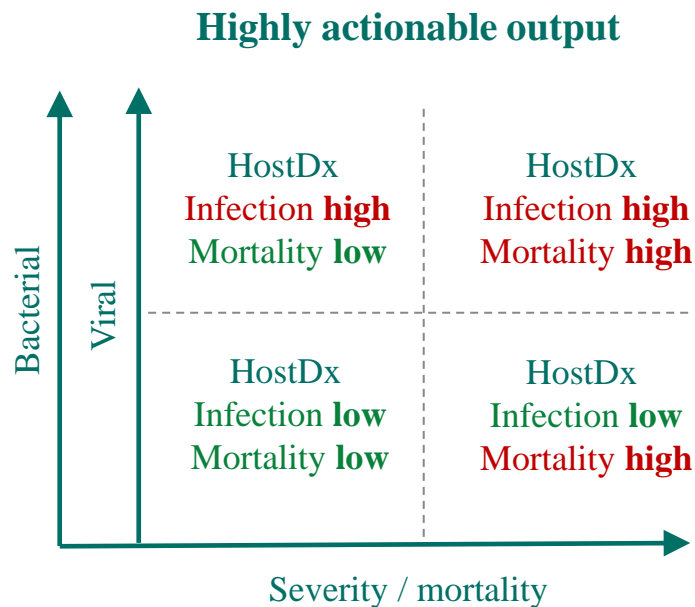 Highly actionable output
Bacterial
Viral
HostDx
Infection high
Mortality low
HostDx
Infection high
Mortality high
HostDx
Infection low
Mortality low
HostDx
Infection low
Mortality high
Severity / mortality